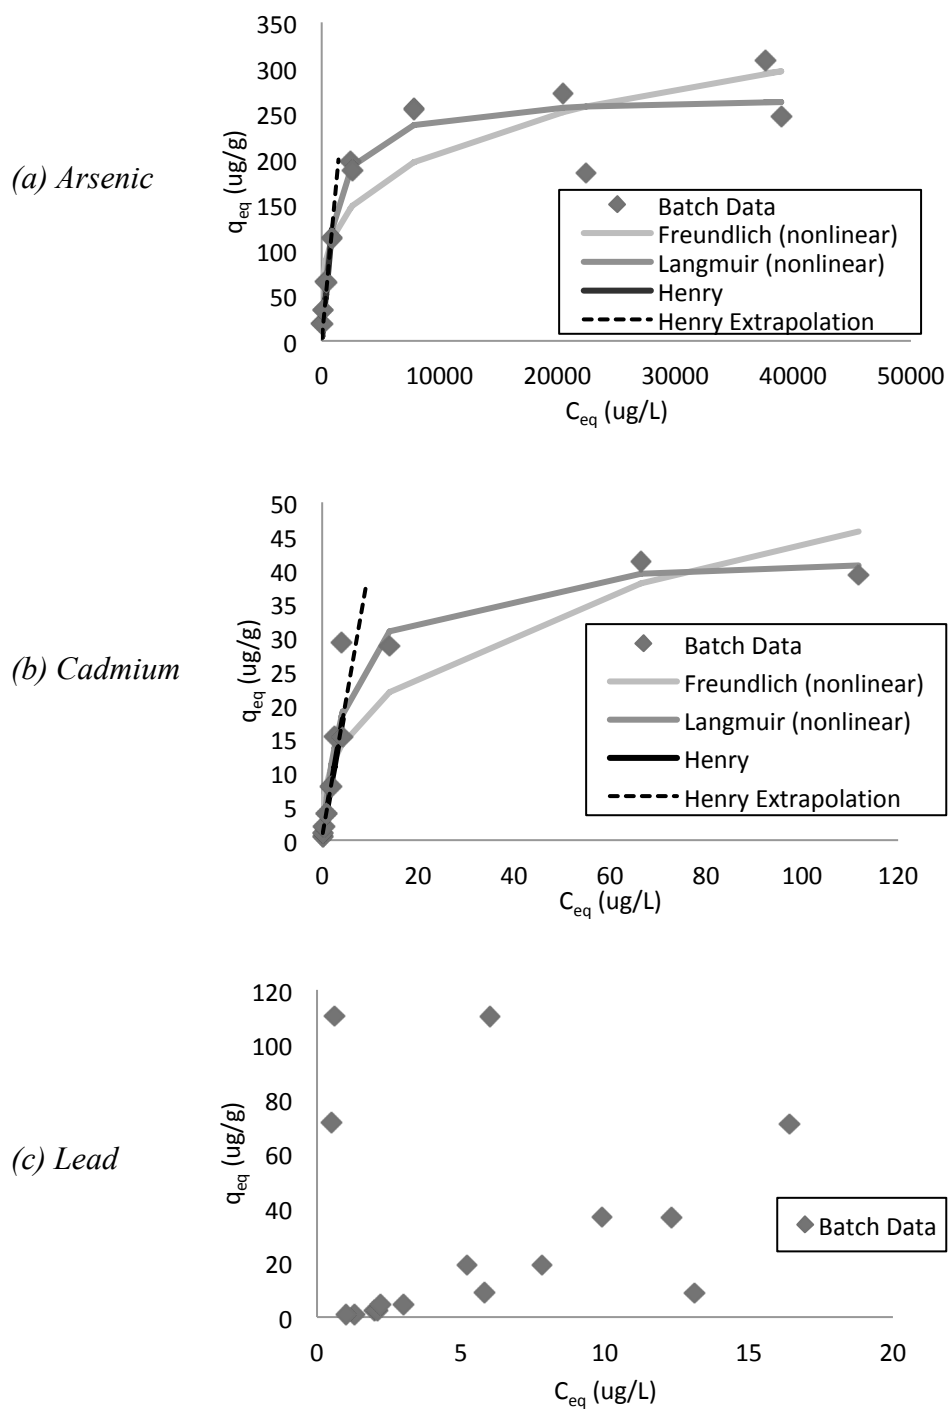 (a) Arsenic
q_eq (ug/g)
350
300
250
200
150
100
50
0
Batch Data
Freundlich (nonlinear)
Langmuir (nonlinear)
Henry
Henry Extrapolation
0 10000 20000 30000 40000 50000
C_eq (ug/L)
(b) Cadmium
q_eq (ug/g)
50
45
40
35
30
25
20
15
10
5
0
Batch Data
Freundlich (nonlinear)
Langmuir (nonlinear)
Henry
Henry Extrapolation
0 20 40 60 80 100 120
C_eq (ug/L)
(c) Lead
q_eq (ug/g)
120
100
80
60
40
20
0
Batch Data
0 5 10 15 20
C_eq (ug/L)